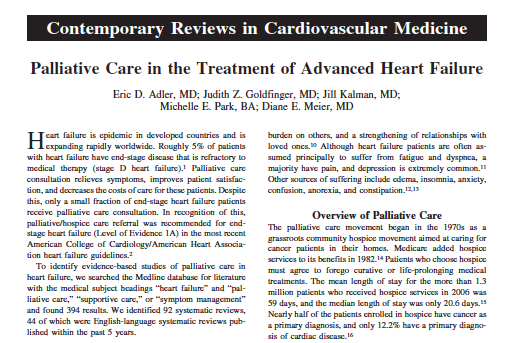 Contemporary Reviews in Cardiovascular Medicine
Palliative Care in the Treatment of Advanced Heart Failure
Eric D. Adler, MD; Judith Z. Goldfinger, MD; Jill Kalman, MD;
Michelle E. Park, BA; Diane E. Meier, MD
Heart failure is epidemic in developed countries and is
expanding rapidly worldwide. Roughly 5% of patients
with heart failure have end-stage disease that is refractory to
medical therapy (stage D heart failure).¹ Palliative care
consultation relieves symptoms, improves patient satisfac-
tion, and decreases the costs of care for these patients. Despite
this, only a small fraction of end-stage heart failure patients
receive palliative care consultation. In recognition of this,
palliative/hospice care referral was recommended for end-
stage heart failure (Level of Evidence 1A) in the most recent
American College of Cardiology/American Heart Associa-
tion heart failure guidelines.²
To identify evidence-based studies of palliative care in
heart failure, we searched the Medline database for literature
with the medical subject headings “heart failure” and “pal-
liative care,” “supportive care,” or “symptom management”
and found 394 results. We identified 92 systematic reviews,
44 of which were English-language systematic reviews pub-
lished within the past 5 years.
burden on others, and a strengthening of relationships with
loved ones.¹⁰ Although heart failure patients are often as-
sumed principally to suffer from fatigue and dyspnea, a
majority have pain, and depression is extremely common.¹¹
Other sources of suffering include edema, insomnia, anxiety,
confusion, anorexia, and constipation.¹²,¹³
Overview of Palliative Care
The palliative care movement began in the 1970s as a
grassroots community hospice movement aimed at caring for
cancer patients in their homes. Medicare added hospice
services to its benefits in 1982.¹⁴ Patients who choose hospice
must agree to forego curative or life-prolonging medical
treatments. The mean length of stay for the more than 1.3
million patients who received hospice services in 2006 was
59 days, and the median length of stay was only 20.6 days.¹⁵
Nearly half of the patients enrolled in hospice have cancer as
a primary diagnosis, and only 12.2% have a primary diagno-
sis of cardiac disease.¹⁶